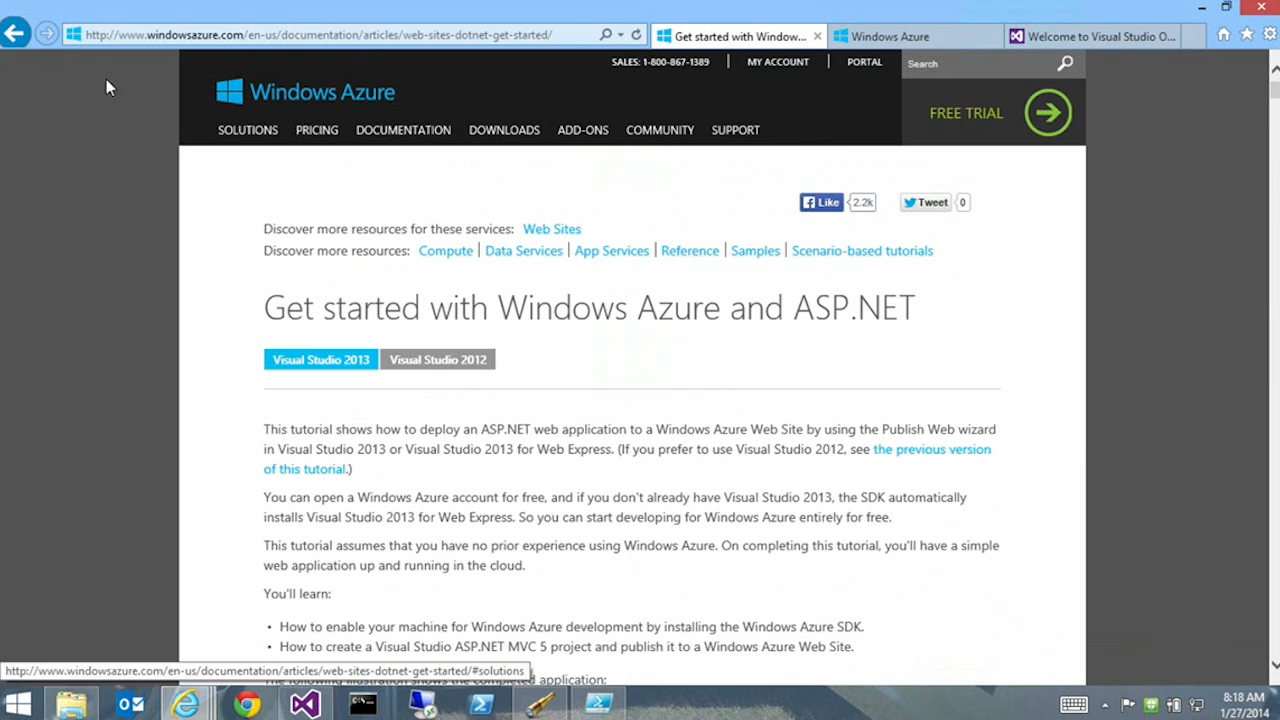 http://www.windowsazure.com/en-us/documentation/articles/web-sites-dotnet-get-started/
Get started with Window...
Windows Azure
Welcome to Visual Studio O...
SALES: 1-800-867-1389
MY ACCOUNT
PORTAL
Search
Windows Azure
FREE TRIAL
SOLUTIONS PRICING DOCUMENTATION DOWNLOADS ADD-ONS COMMUNITY SUPPORT
Like 2.2k
Tweet 0
Discover more resources for these services: Web Sites
Discover more resources: Compute | Data Services | App Services | Reference | Samples | Scenario-based tutorials
Get started with Windows Azure and ASP.NET
Visual Studio 2013 Visual Studio 2012
This tutorial shows how to deploy an ASP.NET web application to a Windows Azure Web Site by using the Publish Web wizard
in Visual Studio 2013 or Visual Studio 2013 for Web Express. (If you prefer to use Visual Studio 2012, see the previous version
of this tutorial.)
You can open a Windows Azure account for free, and if you don't already have Visual Studio 2013, the SDK automatically
installs Visual Studio 2013 for Web Express. So you can start developing for Windows Azure entirely for free.
This tutorial assumes that you have no prior experience using Windows Azure. On completing this tutorial, you'll have a simple
web application up and running in the cloud.
You'll learn:
• How to enable your machine for Windows Azure development by installing the Windows Azure SDK.
• How to create a Visual Studio ASP.NET MVC 5 project and publish it to a Windows Azure Web Site.
http://www.windowsazure.com/en-us/documentation/articles/web-sites-dotnet-get-started/#solutions
The following illustration shows the completed application:
8:18 AM
1/27/2014